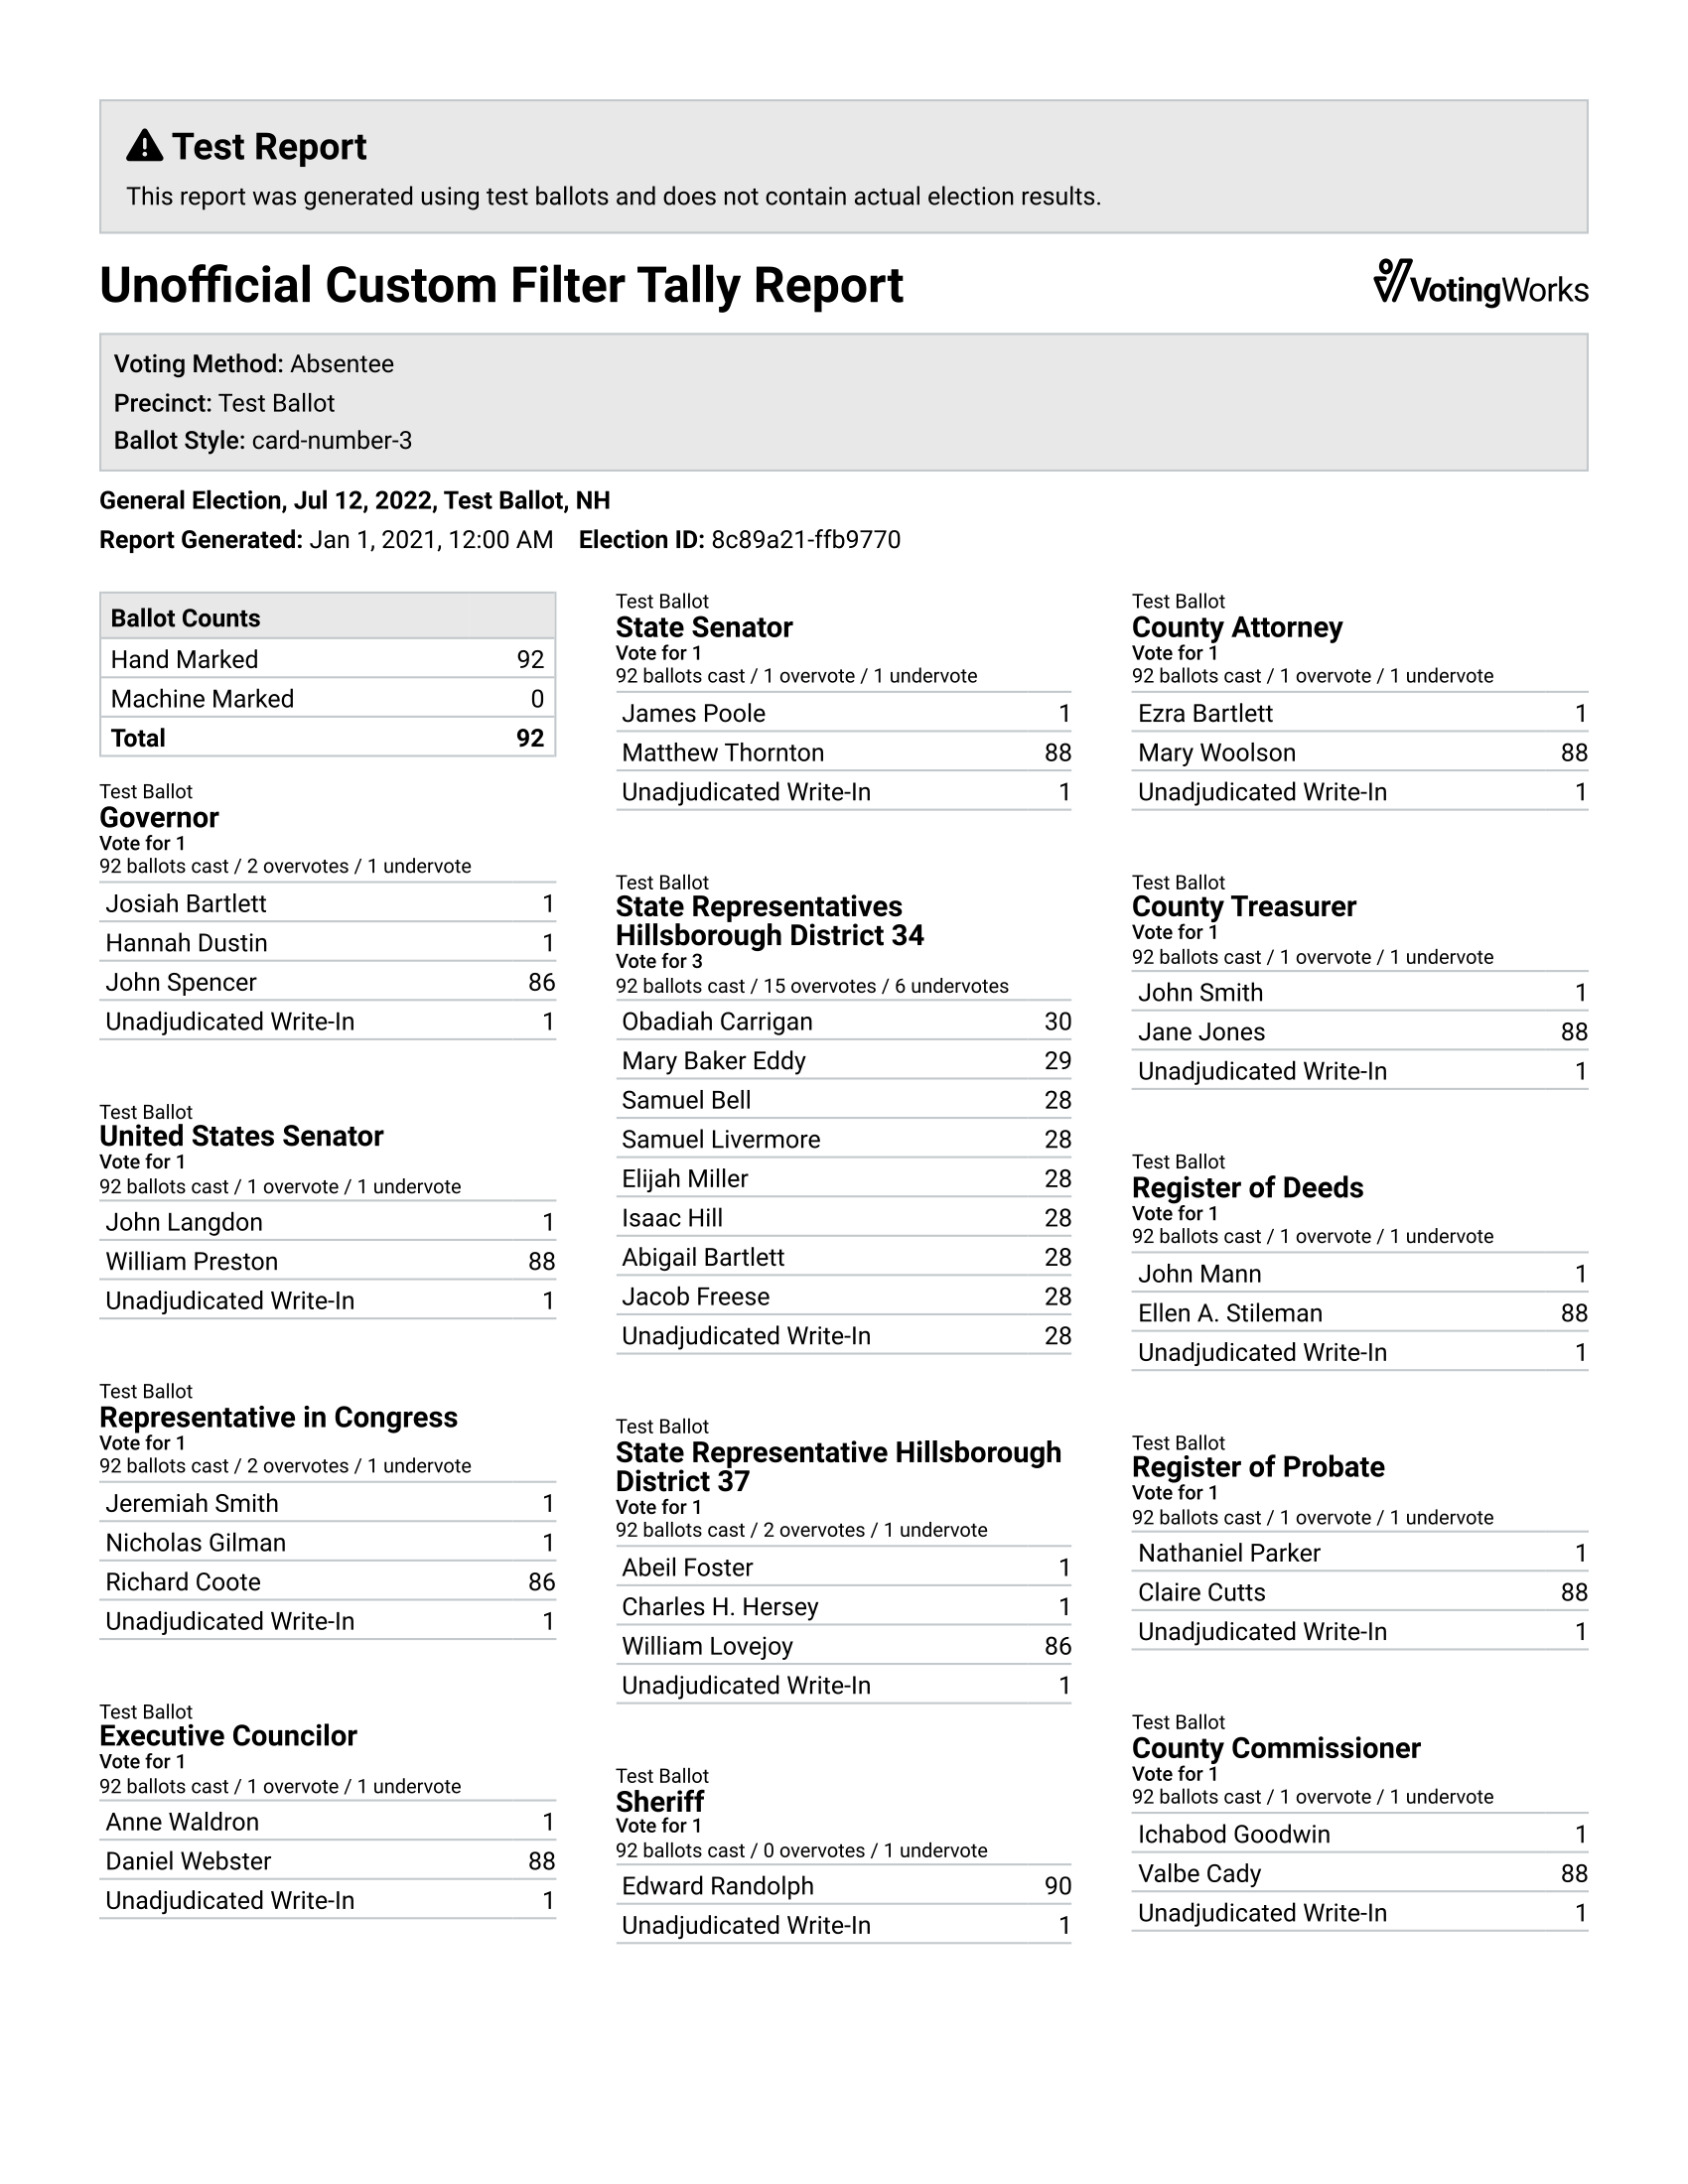 Test Report
This report was generated using test ballots and does not contain actual election results.
Unofficial Custom Filter Tally Report
VotingWorks
Voting Method: Absentee
Precinct: Test Ballot
Ballot Style: card-number-3
General Election, Jul 12, 2022, Test Ballot, NH
Report Generated: Jan 1, 2021, 12:00 AM Election ID: 8c89a21-ffb9770
Ballot Counts
Hand Marked 92
Machine Marked 0
Total 92
Test Ballot
Governor
Vote for 1
92 ballots cast / 2 overvotes / 1 undervote
Josiah Bartlett 1
Hannah Dustin 1
John Spencer 86
Unadjudicated Write-In 1
Test Ballot
United States Senator
Vote for 1
92 ballots cast / 1 overvote / 1 undervote
John Langdon 1
William Preston 88
Unadjudicated Write-In 1
Test Ballot
Representative in Congress
Vote for 1
92 ballots cast / 2 overvotes / 1 undervote
Jeremiah Smith 1
Nicholas Gilman 1
Richard Coote 86
Unadjudicated Write-In 1
Test Ballot
Executive Councilor
Vote for 1
92 ballots cast / 1 overvote / 1 undervote
Anne Waldron 1
Daniel Webster 88
Unadjudicated Write-In 1
Test Ballot
State Senator
Vote for 1
92 ballots cast / 1 overvote / 1 undervote
James Poole 1
Matthew Thornton 88
Unadjudicated Write-In 1
Test Ballot
State Representatives
Hillsborough District 34
Vote for 3
92 ballots cast / 15 overvotes / 6 undervotes
Obadiah Carrigan 30
Mary Baker Eddy 29
Samuel Bell 28
Samuel Livermore 28
Elijah Miller 28
Isaac Hill 28
Abigail Bartlett 28
Jacob Freese 28
Unadjudicated Write-In 28
Test Ballot
State Representative Hillsborough
District 37
Vote for 1
92 ballots cast / 2 overvotes / 1 undervote
Abeil Foster 1
Charles H. Hersey 1
William Lovejoy 86
Unadjudicated Write-In 1
Test Ballot
Sheriff
Vote for 1
92 ballots cast / 0 overvotes / 1 undervote
Edward Randolph 90
Unadjudicated Write-In 1
Test Ballot
County Attorney
Vote for 1
92 ballots cast / 1 overvote / 1 undervote
Ezra Bartlett 1
Mary Woolson 88
Unadjudicated Write-In 1
Test Ballot
County Treasurer
Vote for 1
92 ballots cast / 1 overvote / 1 undervote
John Smith 1
Jane Jones 88
Unadjudicated Write-In 1
Test Ballot
Register of Deeds
Vote for 1
92 ballots cast / 1 overvote / 1 undervote
John Mann 1
Ellen A. Stileman 88
Unadjudicated Write-In 1
Test Ballot
Register of Probate
Vote for 1
92 ballots cast / 1 overvote / 1 undervote
Nathaniel Parker 1
Claire Cutts 88
Unadjudicated Write-In 1
Test Ballot
County Commissioner
Vote for 1
92 ballots cast / 1 overvote / 1 undervote
Ichabod Goodwin 1
Valbe Cady 88
Unadjudicated Write-In 1